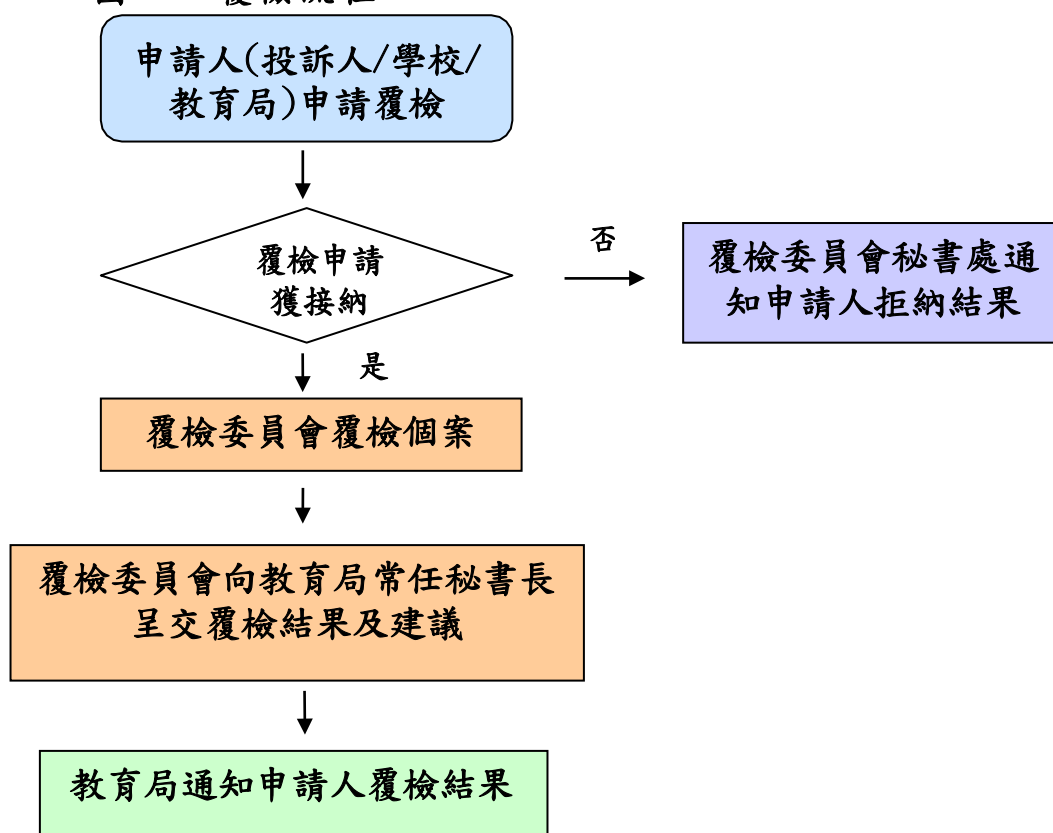 申請人(投訴人/學校/
教育局)申請覆檢
覆檢申請
獲接納
否
覆檢委員會秘書處通
知申請人拒納結果
是
覆檢委員會覆檢個案
覆檢委員會向教育局常任秘書長
呈交覆檢結果及建議
教育局通知申請人覆檢結果